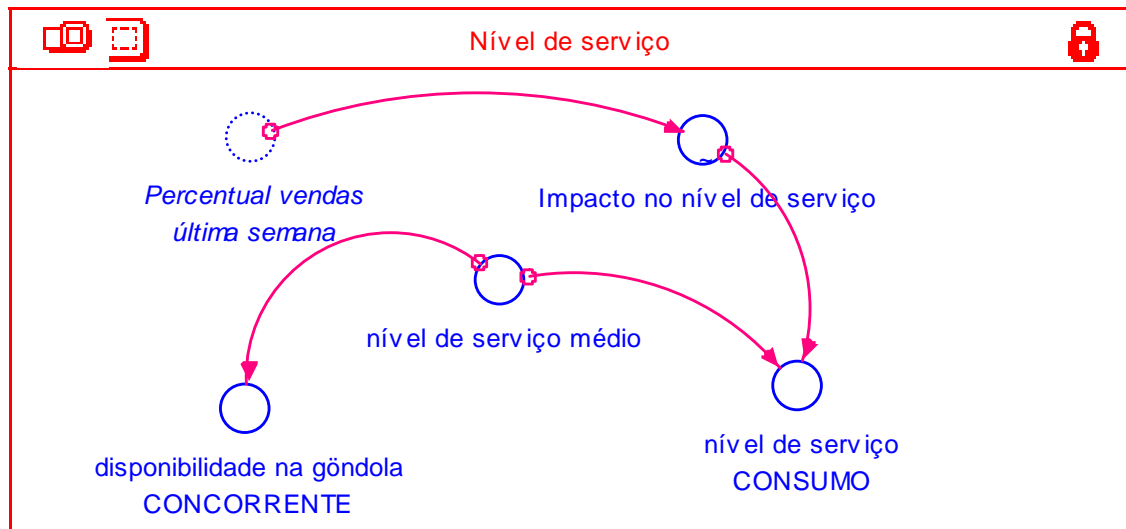 Nível de serviço
Percentual vendas
última semana
Impacto no nível de serviço
~
nível de serviço médio
disponibilidade na göndola
CONCORRENTE
nível de serviço
CONSUMO